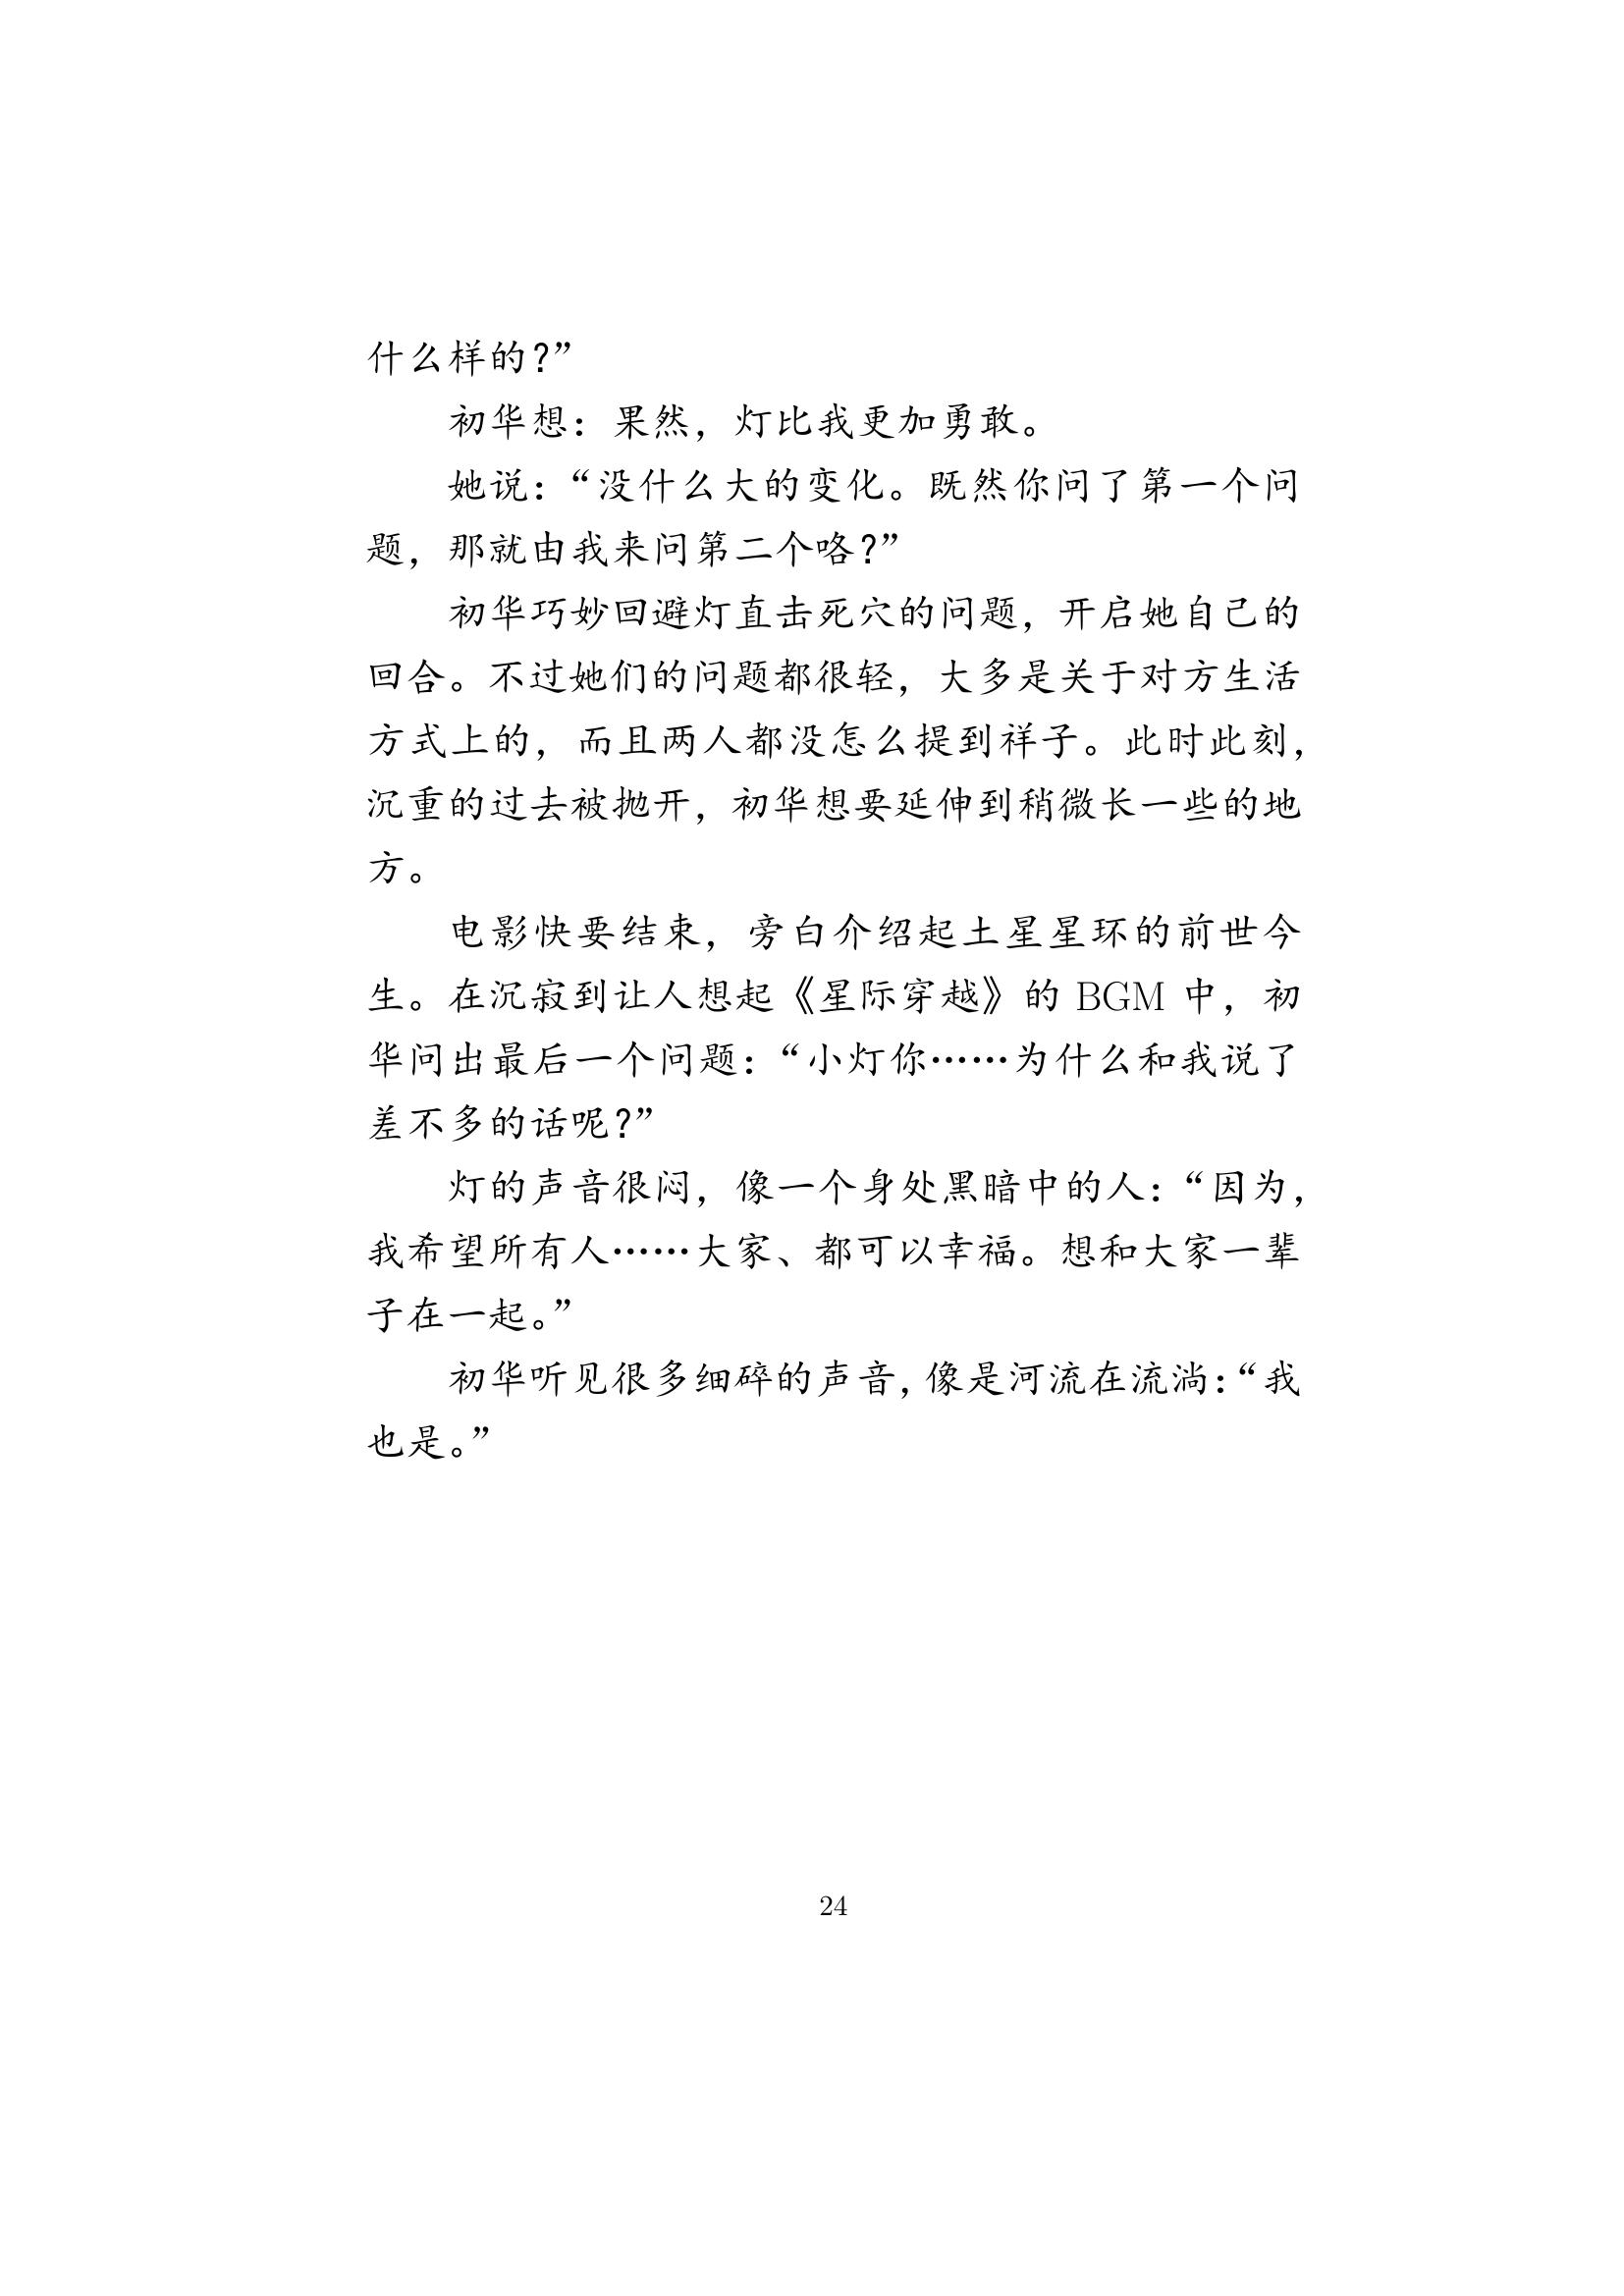 什么样的？”
初华想：果然，灯比我更加勇敢。
她说：“没什么大的变化。既然你问了第一个问
题，那就由我来问第二个咯？”
初华巧妙回避灯直击死穴的问题，开启她自己的
回合。不过她们的问题都很轻，大多是关于对方生活
方式上的，而且两人都没怎么提到祥子。此时此刻，
沉重的过去被抛开，初华想要延伸到稍微长一些的地
方。
电影快要结束，旁白介绍起土星星环的前世今
生。在沉寂到让人想起《星际穿越》的 BGM 中，初
华问出最后一个问题：“小灯你……为什么和我说了
差不多的话呢？”
灯的声音很闷，像一个身处黑暗中的人：“因为，
我希望所有人……大家、都可以幸福。想和大家一辈
子在一起。”
初华听见很多细碎的声音，像是河流在流淌：“我
也是。”
24